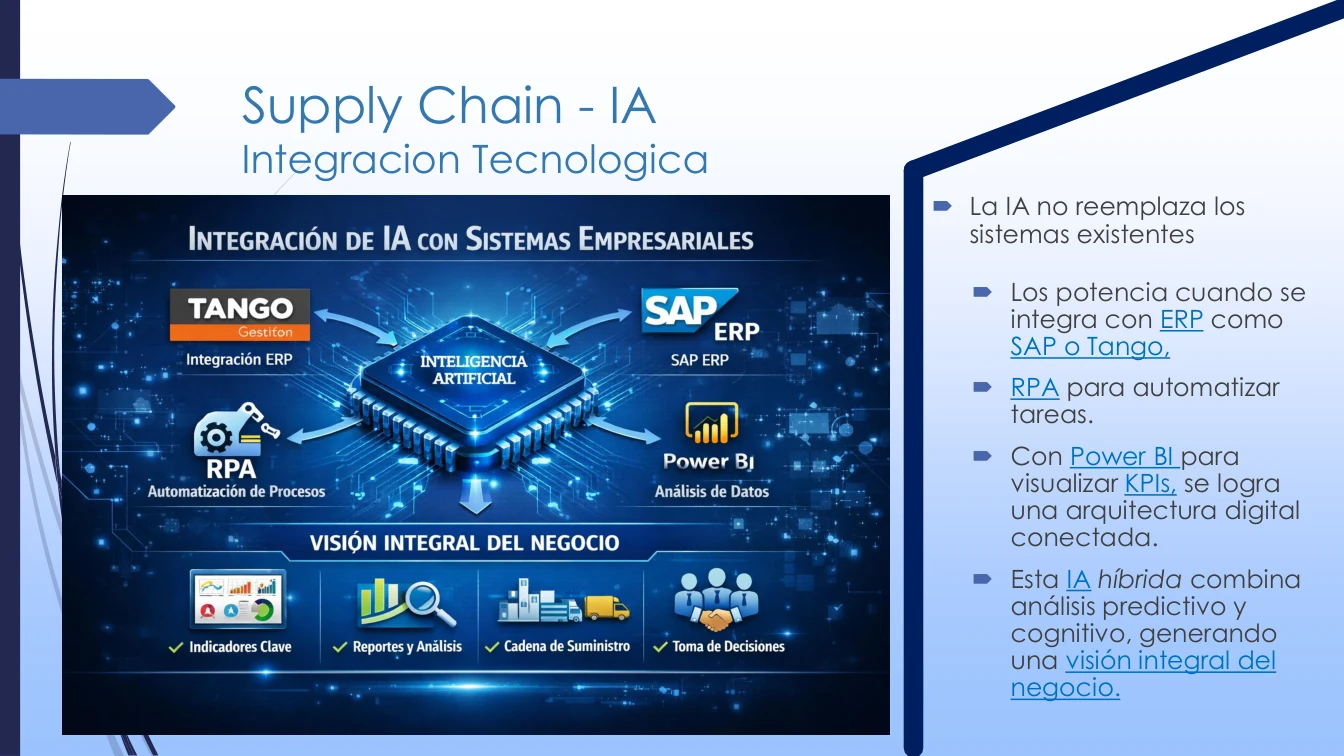 Supply Chain - IA
Integracion Tecnologica
INTEGRACIÓN DE IA CON SISTEMAS EMPRESARIALES
TANGO
Gestifon
Integración ERP
SAP
ERP
SAP ERP
INTELIGENCIA
ARTIFICIAL
RPA
Automatización de Procesos
Power BI
Análisis de Datos
VISIÓN INTEGRAL DEL NEGOCIO
Indicadores Clave
Reportes y Análisis
Cadena de Suministro
Toma de Decisiones
La IA no reemplaza los
sistemas existentes
Los potencia cuando se
integra con ERP como
SAP o Tango,
RPA para automatizar
tareas.
Con Power BI para
visualizar KPIs, se logra
una arquitectura digital
conectada.
Esta IA híbrida combina
análisis predictivo y
cognitivo, generando
una visión integral del
negocio.